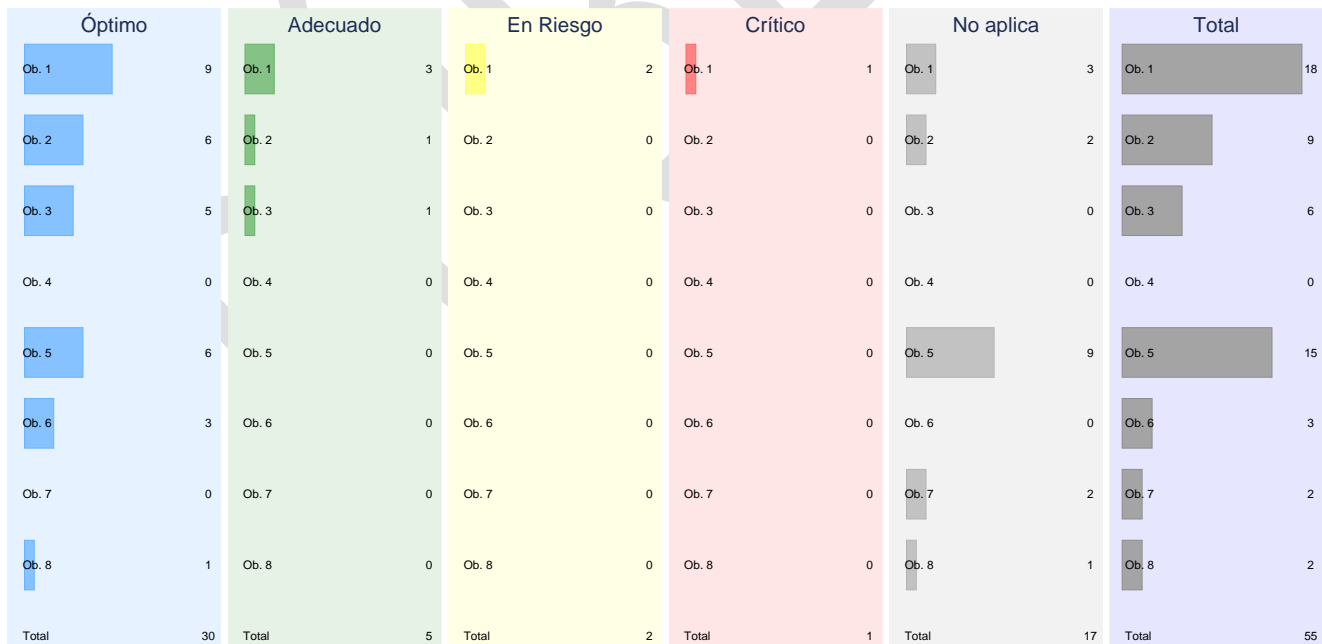 Óptimo Adecuado En Riesgo Crítico No aplica Total
Ob. 1 9 Ob. 1 3 Ob. 1 2 Ob. 1 1 Ob. 1 3 Ob. 1 18
Ob. 2 6 Ob. 2 1 Ob. 2 0 Ob. 2 0 Ob. 2 2 Ob. 2 9
Ob. 3 5 Ob. 3 1 Ob. 3 0 Ob. 3 0 Ob. 3 0 Ob. 3 6
Ob. 4 0 Ob. 4 0 Ob. 4 0 Ob. 4 0 Ob. 4 0 Ob. 4 0
Ob. 5 6 Ob. 5 0 Ob. 5 0 Ob. 5 0 Ob. 5 9 Ob. 5 15
Ob. 6 3 Ob. 6 0 Ob. 6 0 Ob. 6 0 Ob. 6 0 Ob. 6 3
Ob. 7 0 Ob. 7 0 Ob. 7 0 Ob. 7 0 Ob. 7 2 Ob. 7 2
Ob. 8 1 Ob. 8 0 Ob. 8 0 Ob. 8 0 Ob. 8 1 Ob. 8 2
Total 30 Total 5 Total 2 Total 1 Total 17 Total 55